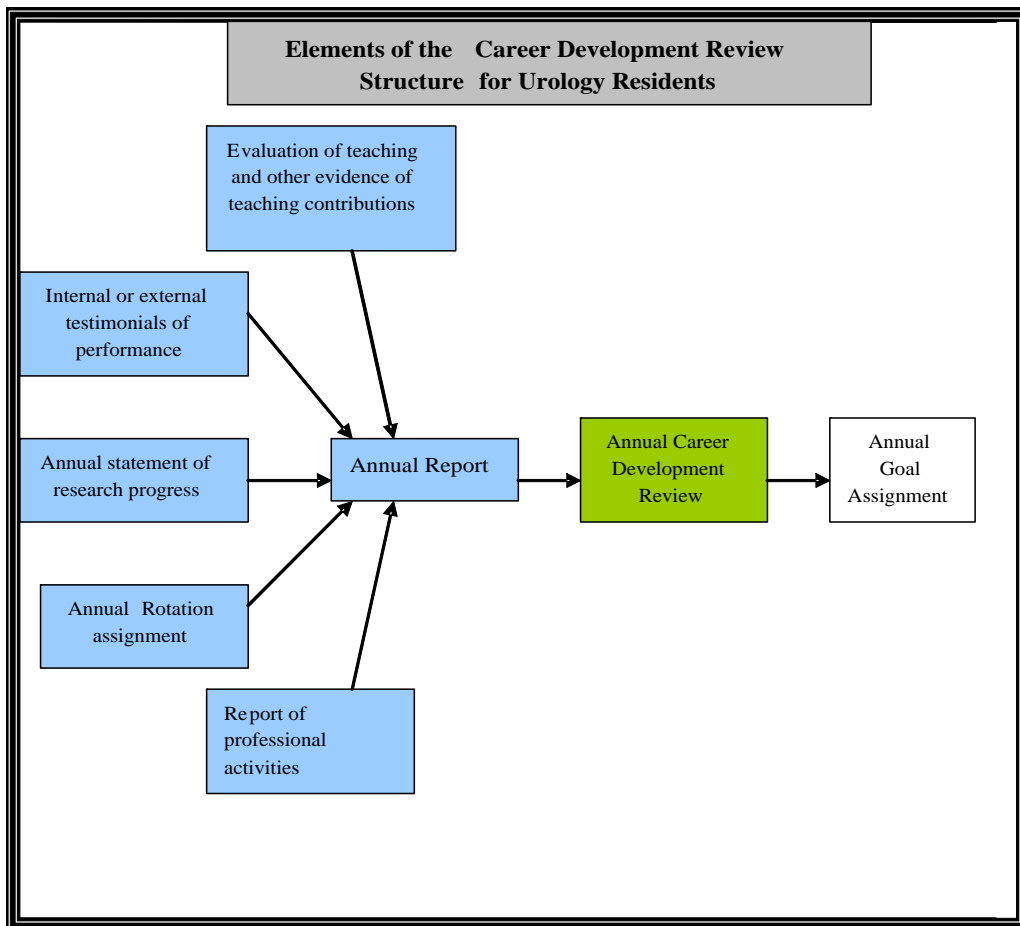 Elements of the Career Development Review
Structure for Urology Residents
Evaluation of teaching
and other evidence of
teaching contributions
Internal or external
testimonials of
performance
Annual statement of
research progress
Annual Report
Annual Career
Development
Review
Annual
Goal
Assignment
Annual Rotation
assignment
Report of
professional
activities